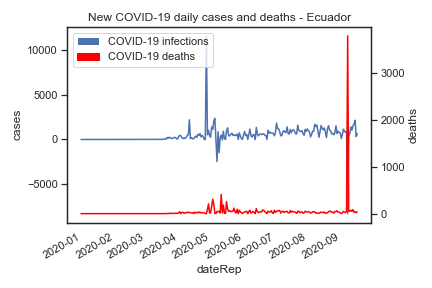 New COVID-19 daily cases and deaths - Ecuador
COVID-19 infections
COVID-19 deaths
10000
5000
0
−5000
cases
3000
2000
1000
0
deaths
2020-01
2020-02
2020-03
2020-04
2020-05
2020-06
2020-07
2020-08
2020-09
dateRep